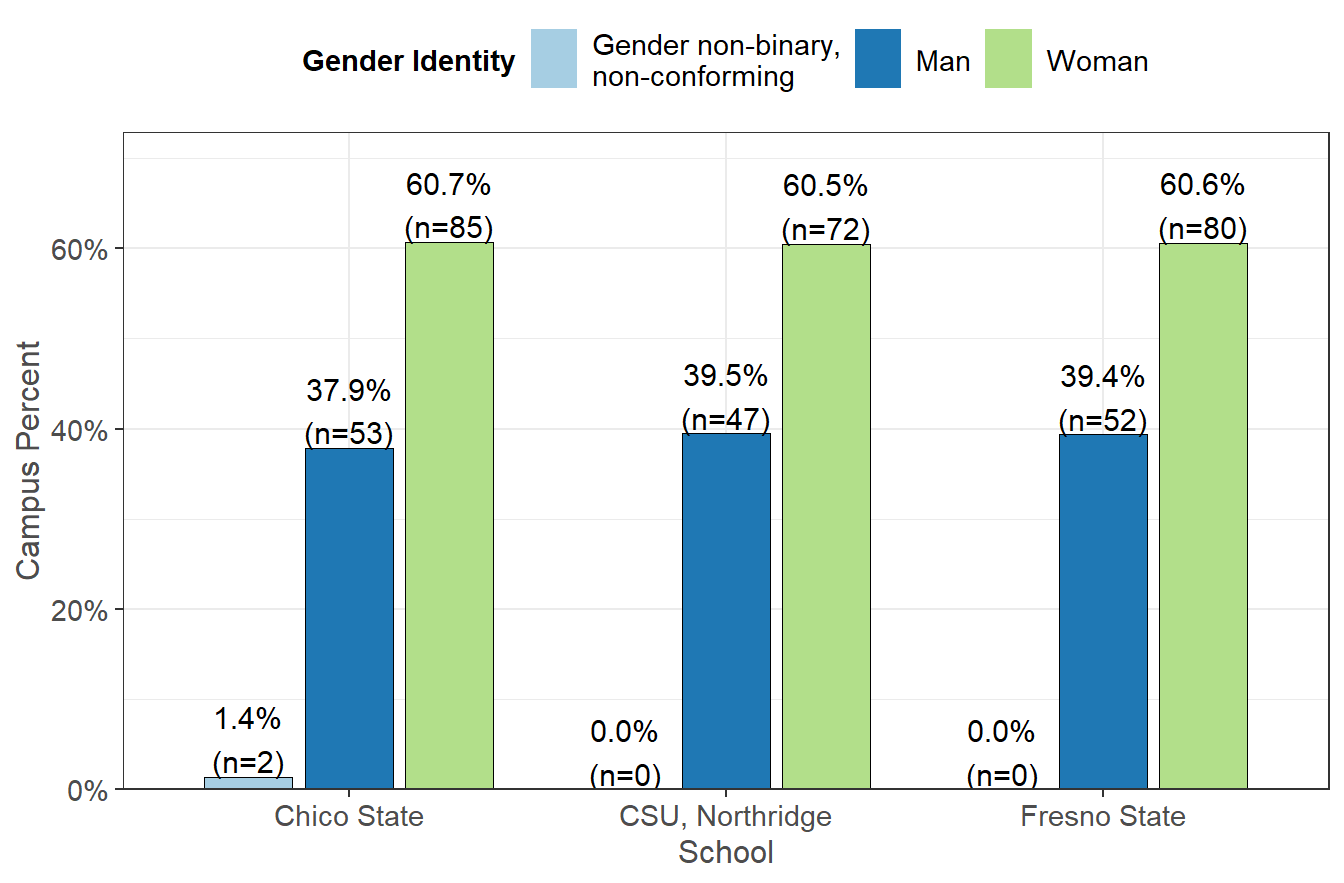 Gender Identity
Gender non-binary,
non-conforming
Man
Woman
Campus Percent
60%
40%
20%
0%
1.4%
(n=2)
37.9%
(n=53)
60.7%
(n=85)
0.0%
(n=0)
39.5%
(n=47)
60.5%
(n=72)
0.0%
(n=0)
39.4%
(n=52)
60.6%
(n=80)
Chico State
CSU, Northridge
Fresno State
School